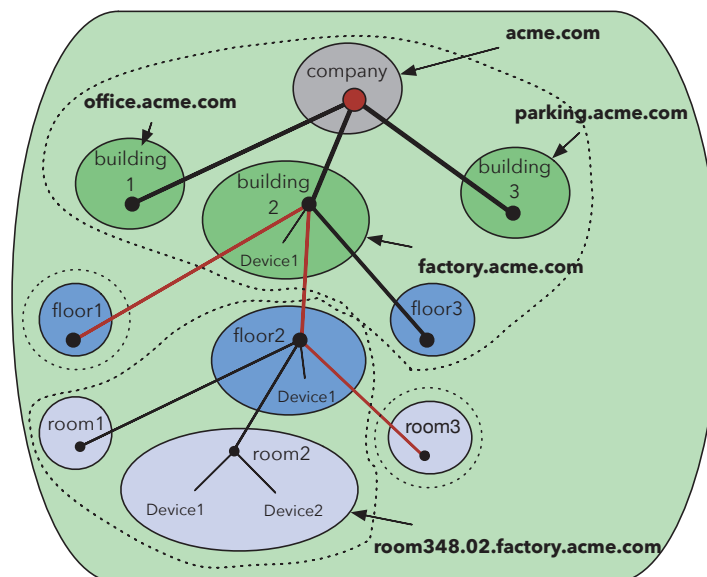 acme.com
company
office.acme.com
parking.acme.com
building
1
building
2
building
3
Device1
factory.acme.com
floor1
floor2
floor3
Device1
room1
room2
room3
Device1
Device2
room348.02.factory.acme.com